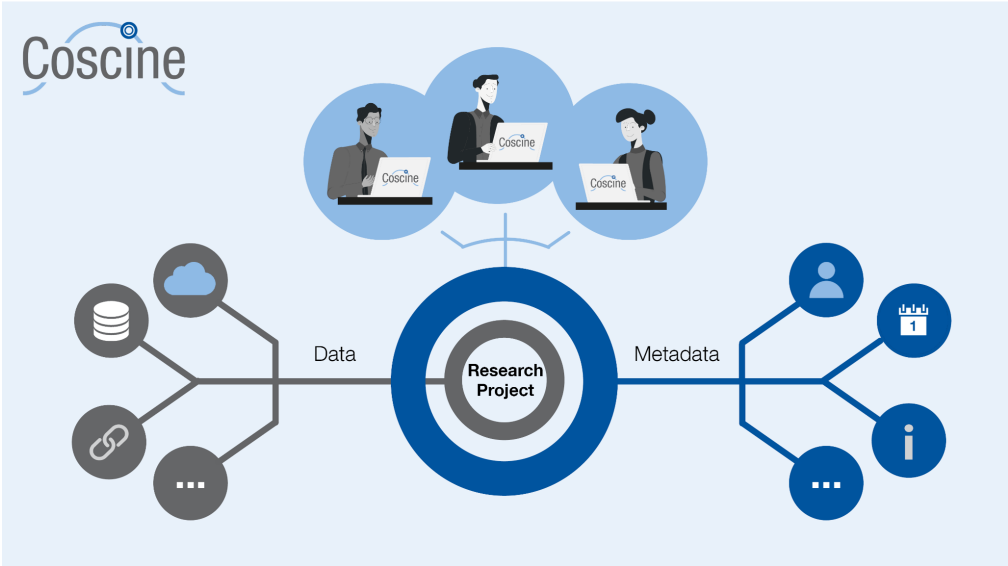 Coscine
Coscine
Coscine
Coscine
Data
Research
Project
Metadata
1
i
...
...